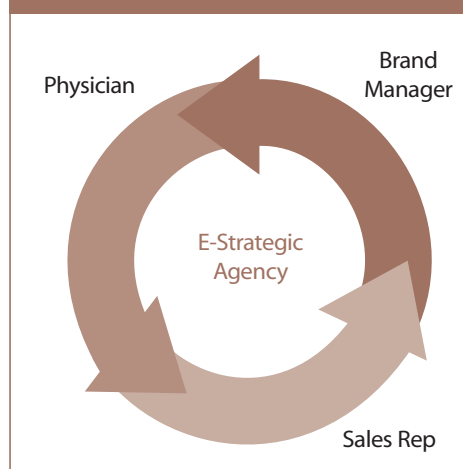 Physician
Brand
Manager
E-Strategic
Agency
Sales Rep